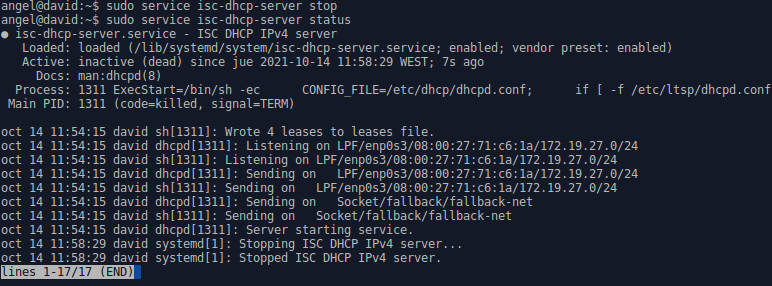 angel@david:~$ sudo service isc-dhcp-server stop
angel@david:~$ sudo service isc-dhcp-server status
● isc-dhcp-server.service - ISC DHCP IPv4 server
   Loaded: loaded (/lib/systemd/system/isc-dhcp-server.service; enabled; vendor preset: enabled)
   Active: inactive (dead) since jue 2021-10-14 11:58:29 WEST; 7s ago
     Docs: man:dhcpd(8)
  Process: 1311 ExecStart=/bin/sh -ec      CONFIG_FILE=/etc/dhcp/dhcpd.conf;      if [ -f /etc/ltsp/dhcpd.conf
 Main PID: 1311 (code=killed, signal=TERM)

oct 14 11:54:15 david sh[1311]: Wrote 4 leases to leases file.
oct 14 11:54:15 david dhcpd[1311]: Listening on LPF/enp0s3/08:00:27:71:c6:1a/172.19.27.0/24
oct 14 11:54:15 david sh[1311]: Listening on LPF/enp0s3/08:00:27:71:c6:1a/172.19.27.0/24
oct 14 11:54:15 david dhcpd[1311]: Sending on   LPF/enp0s3/08:00:27:71:c6:1a/172.19.27.0/24
oct 14 11:54:15 david sh[1311]: Sending on   LPF/enp0s3/08:00:27:71:c6:1a/172.19.27.0/24
oct 14 11:54:15 david dhcpd[1311]: Sending on   Socket/fallback/fallback-net
oct 14 11:54:15 david sh[1311]: Sending on   Socket/fallback/fallback-net
oct 14 11:54:15 david dhcpd[1311]: Server starting service.
oct 14 11:58:29 david systemd[1]: Stopping ISC DHCP IPv4 server...
oct 14 11:58:29 david systemd[1]: Stopped ISC DHCP IPv4 server.
lines 1-17/17 (END)